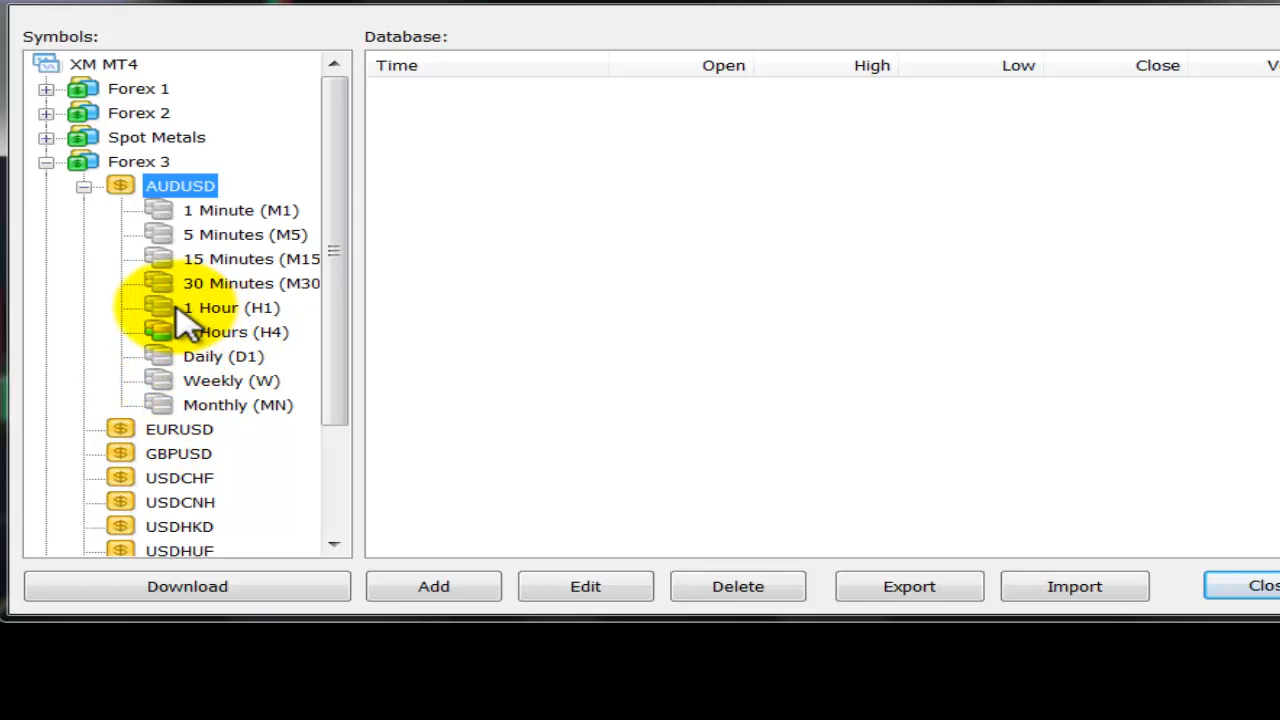 Symbols:
Database:
XM MT4
Forex 1
Forex 2
Spot Metals
Forex 3
AUDUSD
1 Minute (M1)
5 Minutes (M5)
15 Minutes (M15
30 Minutes (M30
1 Hour (H1)
Hours (H4)
Daily (D1)
Weekly (W)
Monthly (MN)
EURUSD
GBPUSD
USDCHF
USDCNH
USDHKD
USDHUF
Time Open High Low Close
Download Add Edit Delete Export Import Clos